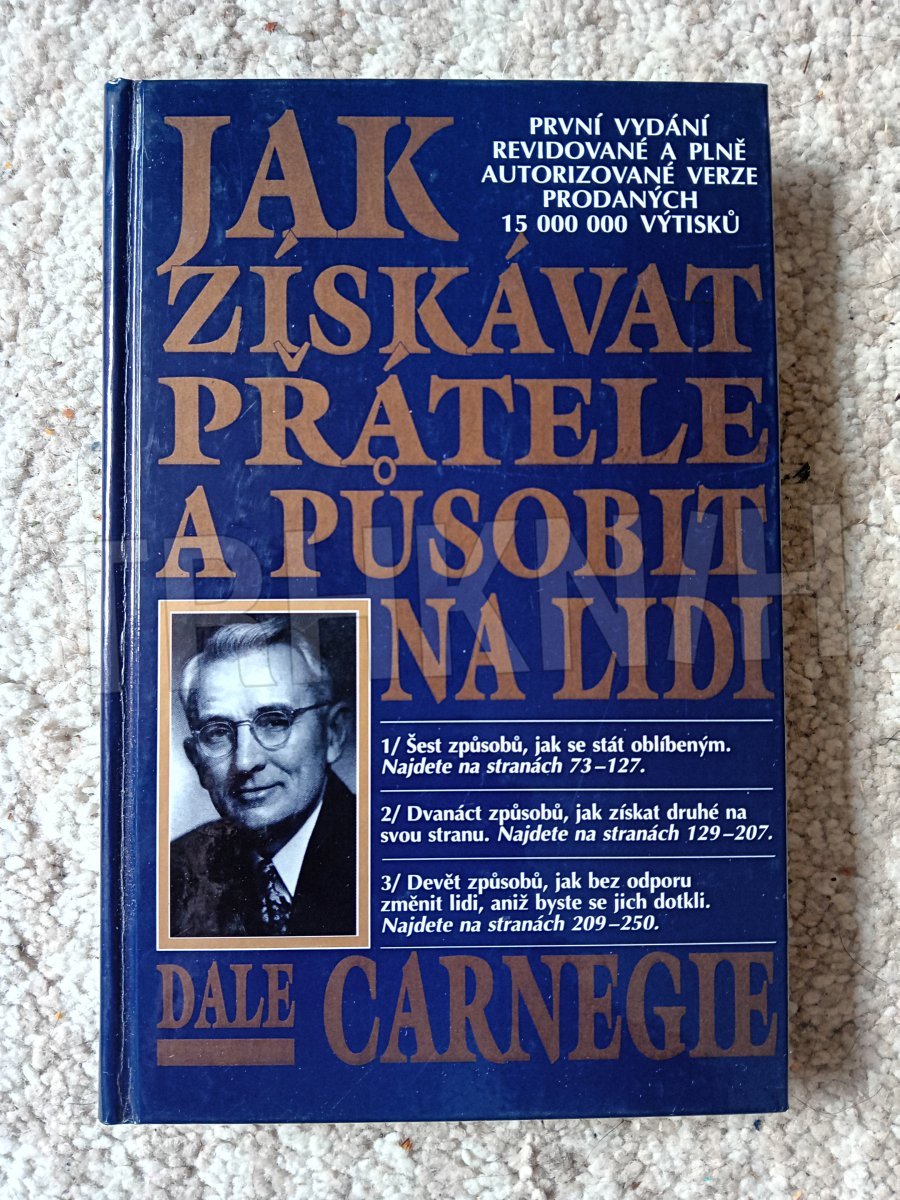 JAK
PRVNÍ VYDÁNÍ
REVIDOVANÉ A PLNĚ
AUTORIZOVANÉ VERZE
PRODANÝCH
15 000 000 VÝTISKŮ
ZÍSKÁVAT
PŘÁTELE
A PŮSOBIT
NA LIDI
TRHKNIH
1/ Šest způsobů, jak se stát oblíbeným.
Najdete na stranách 73–127.
2/ Dvanáct způsobů, jak získat druhé na
svou stranu. Najdete na stranách 129–207.
3/ Devět způsobů, jak bez odporu
změnit lidi, aniž byste se jich dotkli.
Najdete na stranách 209–250.
DALE CARNEGIE